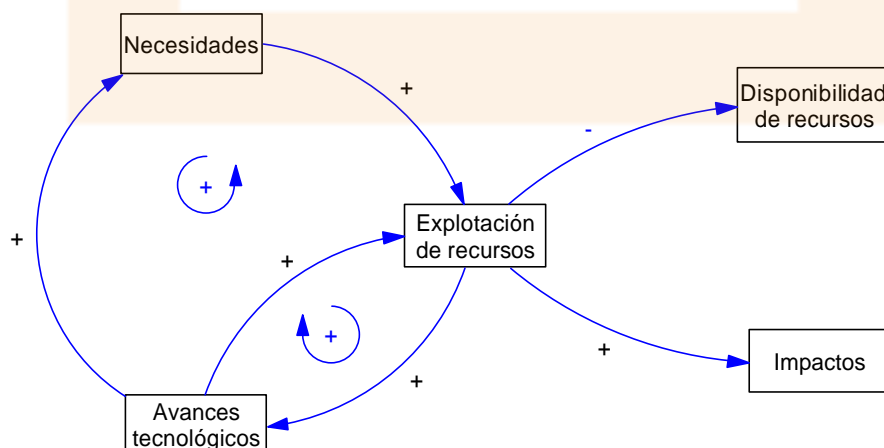 Necesidades
+
Disponibilidad
de recursos
-
+
Explotación
de recursos
+
+
+
+
+
Impactos
+
Avances
tecnológicos